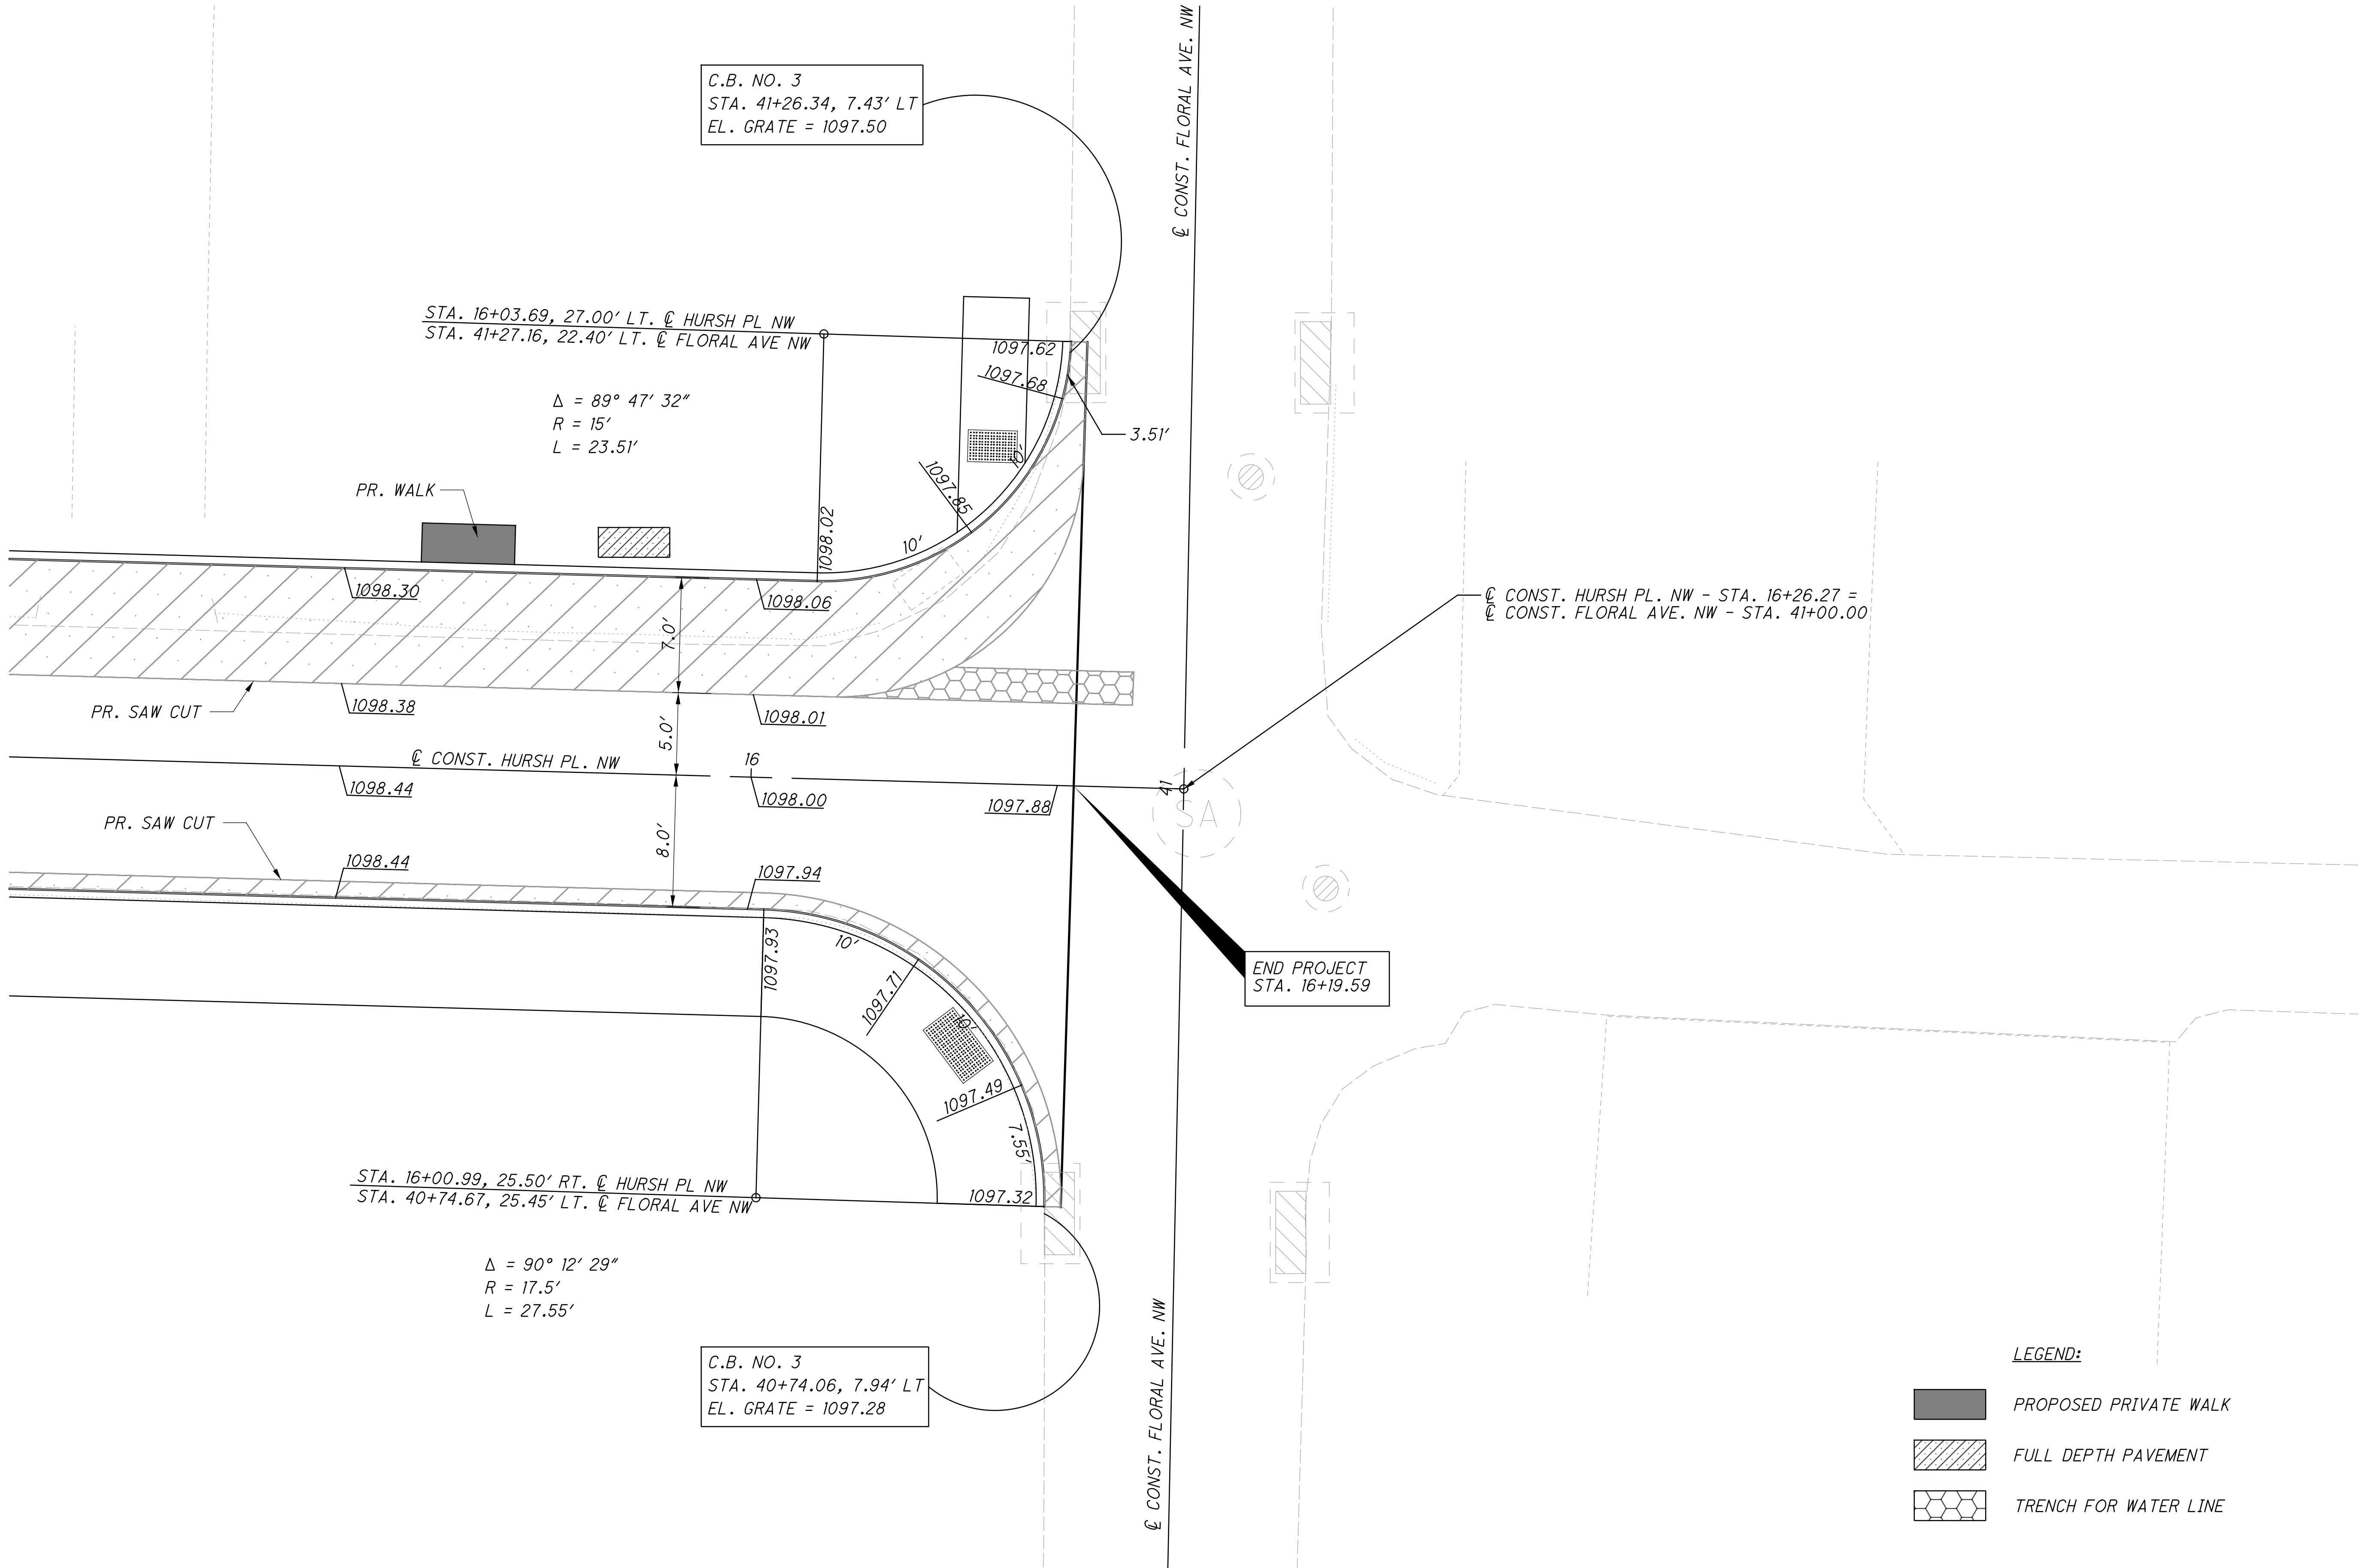 ℄ CONST. FLORAL AVE. NW
C.B. NO. 3
STA. 41+26.34, 7.43' LT
EL. GRATE = 1097.50
STA. 16+03.69, 27.00' LT. ℄ HURSH PL NW
STA. 41+27.16, 22.40' LT. ℄ FLORAL AVE NW
1097.62
1097.68
Δ = 89° 47' 32"
R = 15'
L = 23.51'
3.51'
10'
PR. WALK
1097.85
1098.02
10'
1098.30
1098.06
7.0'
℄ CONST. HURSH PL. NW - STA. 16+26.27 =
℄ CONST. FLORAL AVE. NW - STA. 41+00.00
PR. SAW CUT
1098.38
1098.01
5.0'
℄ CONST. HURSH PL. NW
16
1098.44
1098.00
1097.88
41
SA
PR. SAW CUT
8.0'
1098.44
1097.94
1097.93
10'
1097.71
10'
END PROJECT
STA. 16+19.59
1097.49
7.55'
STA. 16+00.99, 25.50' RT. ℄ HURSH PL NW
STA. 40+74.67, 25.45' LT. ℄ FLORAL AVE NW
1097.32
Δ = 90° 12' 29"
R = 17.5'
L = 27.55'
C.B. NO. 3
STA. 40+74.06, 7.94' LT
EL. GRATE = 1097.28
℄ CONST. FLORAL AVE. NW
LEGEND:
PROPOSED PRIVATE WALK
FULL DEPTH PAVEMENT
TRENCH FOR WATER LINE